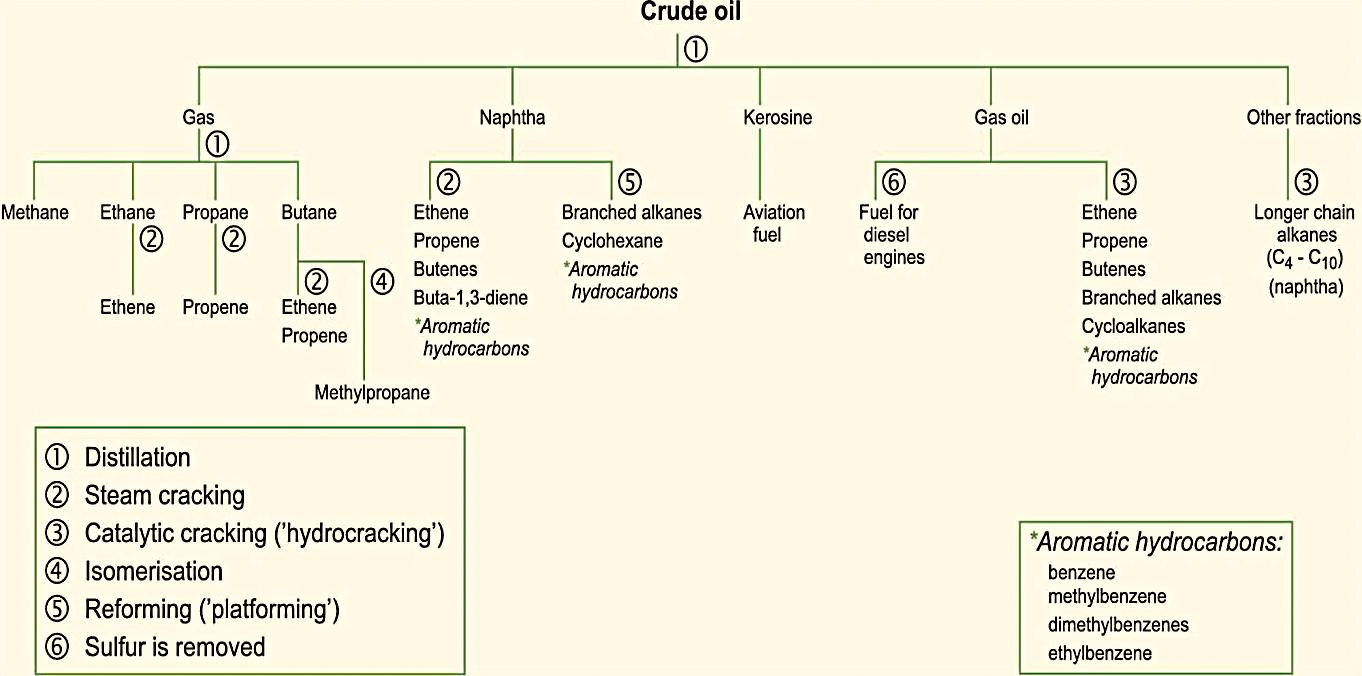 Crude oil
①
Gas
Naphtha
Kerosine
Gas oil
Other fractions
①
②
⑤
⑥
③
③
Methane
Ethane
Propane
Butane
②
②
Ethene
Propene
②
④
Ethene
Propene
Methylpropane
Ethene
Propene
Butenes
Buta-1,3-diene
*Aromatic
hydrocarbons
Branched alkanes
Cyclohexane
*Aromatic
hydrocarbons
Aviation
fuel
Fuel for
diesel
engines
Ethene
Propene
Butenes
Branched alkanes
Cycloalkanes
*Aromatic
hydrocarbons
Longer chain
alkanes
(C₄ - C₁₀)
(naphtha)
① Distillation
② Steam cracking
③ Catalytic cracking (’hydrocracking’)
④ Isomerisation
⑤ Reforming (’platforming’)
⑥ Sulfur is removed
*Aromatic hydrocarbons:
benzene
methylbenzene
dimethylbenzenes
ethylbenzene